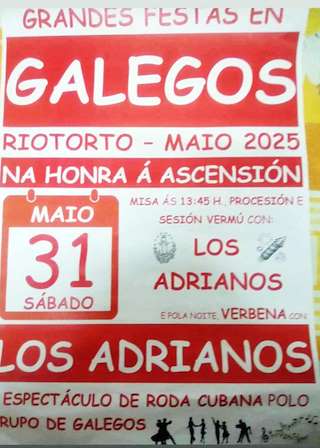 GRANDES FESTAS EN
GALEGOS
RIOTORTO - MAIO 2025
NA HONRA Á ASCENSIÓN
MAIO
31
SÁBADO
MISA ÁS 13:45 H., PROCESIÓN E
SESIÓN VERMÚ CON:
LOS
ADRIANOS
E POLA NOITE, VERBENA CON:
LOS ADRIANOS
ESPECTÁCULO DE RODA CUBANA POLO
RUPO DE GALEGOS